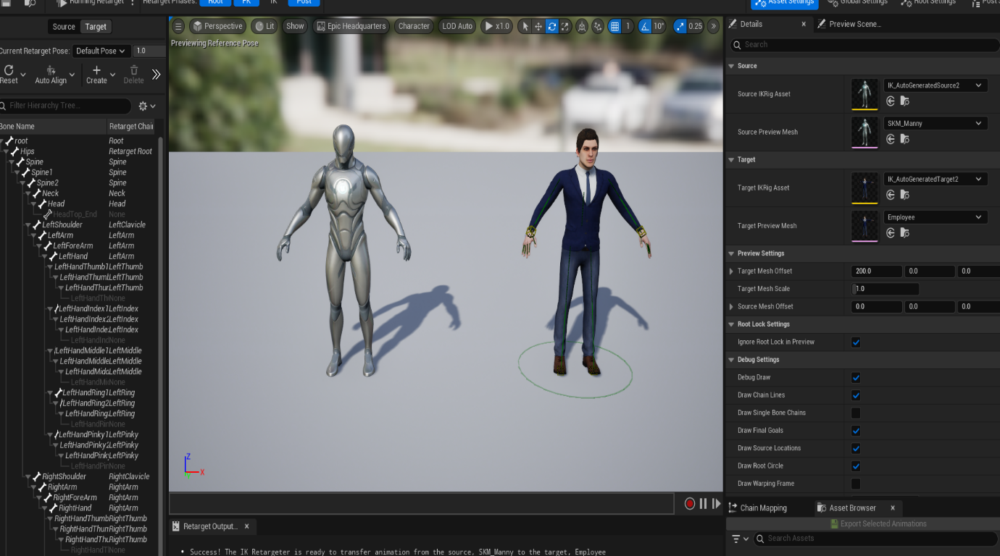 Running Retarget
Retarget Phases:
Root
FK
IK
Post
Asset Settings
Global Settings
Root Settings
Post S
Source
Target
Current Retarget Pose:
Default Pose
1.0
Reset
Auto Align
Create
Delete
Filter Hierarchy Tree...
Bone Name
Retarget Chain
root Root
Hips Retarget Root
Spine Spine
Spine1 Spine
Spine2 Spine
Neck Neck
Head Head
HeadTop_End None
LeftShoulder LeftClavicle
LeftArm LeftArm
LeftForeArm LeftArm
LeftHand LeftArm
LeftHandThumb1 LeftThumb
LeftHandThuml LeftThumb
LeftHandThur LeftThumb
LeftHandTh None
LeftHandIndex1 LeftIndex
LeftHandIndex2 LeftIndex
LeftHandInde LeftIndex
LeftHandInd None
LeftHandMiddle1 LeftMiddle
LeftHandMiddle LeftMiddle
LeftHandMidd LeftMiddle
LeftHandMi None
LeftHandRing1 LeftRing
LeftHandRing2 LeftRing
LeftHandRing LeftRing
LeftHandRin None
LeftHandPinky1 LeftPinky
LeftHandPinky2 LeftPinky
LeftHandPink LeftPinky
LeftHandPin None
RightShoulder RightClavicle
RightArm RightArm
RightForeArm RightArm
RightHand RightArm
RightHandThumb RightThumb
RightHandThum RightThumb
RightHandThu RightThumb
RightHandT None
Perspective
Lit
Show
Epic Headquarters
Character
LOD Auto
x1.0
1
10°
0.25
Previewing Reference Pose
Z
X
Retarget Output...
• Success! The IK Retargeter is ready to transfer animation from the source, SKM_Manny to the target, Employee
Details
Preview Scene...
Search
Source
Source IKRig Asset
IK_AutoGeneratedSource2
Source Preview Mesh
SKM_Manny
Target
Target IKRig Asset
IK_AutoGeneratedTarget2
Target Preview Mesh
Employee
Preview Settings
Target Mesh Offset 200.0 0.0 0.0
Target Mesh Scale 1.0
Source Mesh Offset 0.0 0.0 0.0
Root Lock Settings
Ignore Root Lock in Preview
Debug Settings
Debug Draw
Draw Chain Lines
Draw Single Bone Chains
Draw Final Goals
Draw Source Locations
Draw Root Circle
Draw Warping Frame
Chain Mapping
Asset Browser
Export Selected Animations
Search Assets